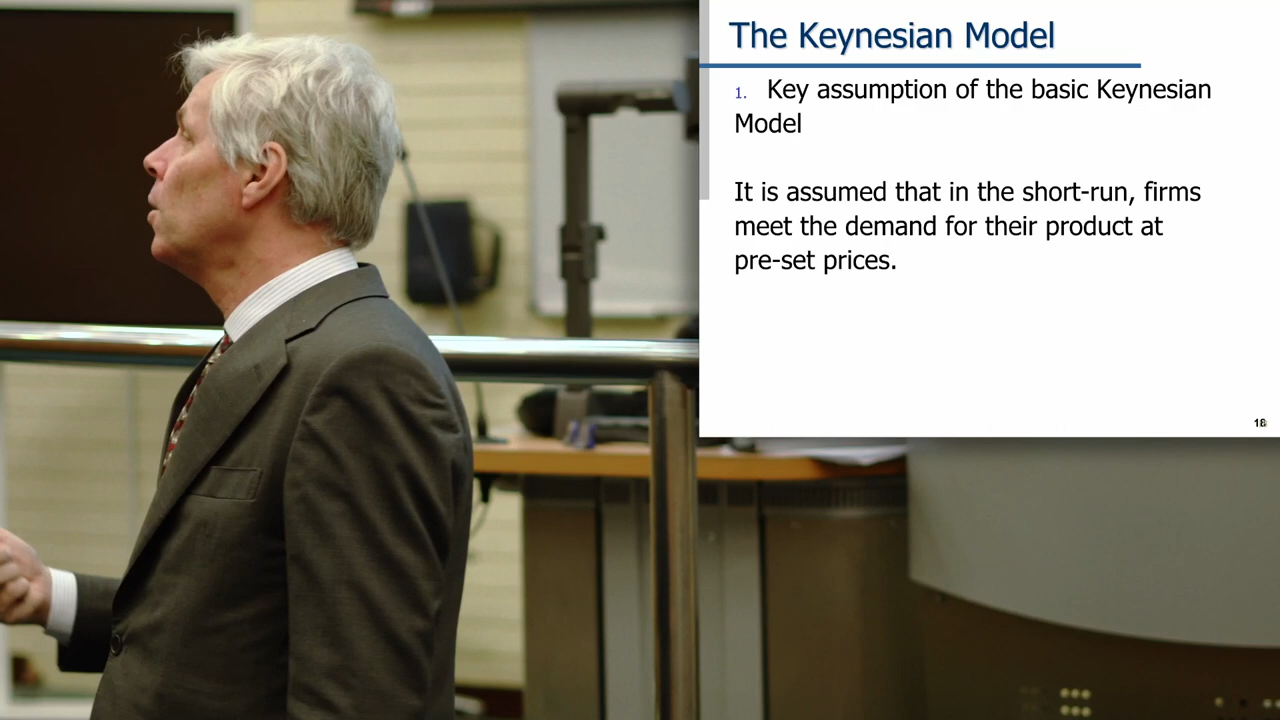 The Keynesian Model
1. Key assumption of the basic Keynesian
Model
It is assumed that in the short-run, firms
meet the demand for their product at
pre-set prices.
18